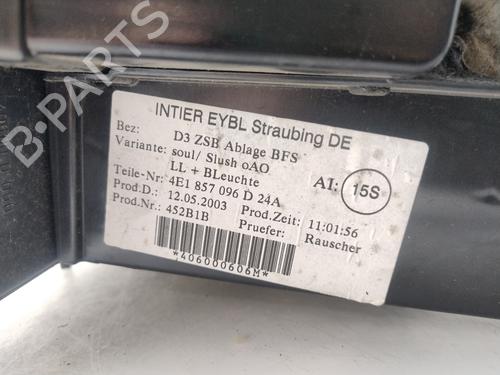 INTIER EYBL Straubing DE
Bez: D3 ZSB Ablage BFS
Variante: soul/ Slush oAO
LL + BLeuchte
Teile-Nr: 4E1 857 096 D 24A
Prod.D.: 12.05.2003 Prod.Zeit: 11:01:56
Prod.Nr.: 452B1B Pruefer: Rauscher
AI: 15S
*406000606M*
B-PARTS